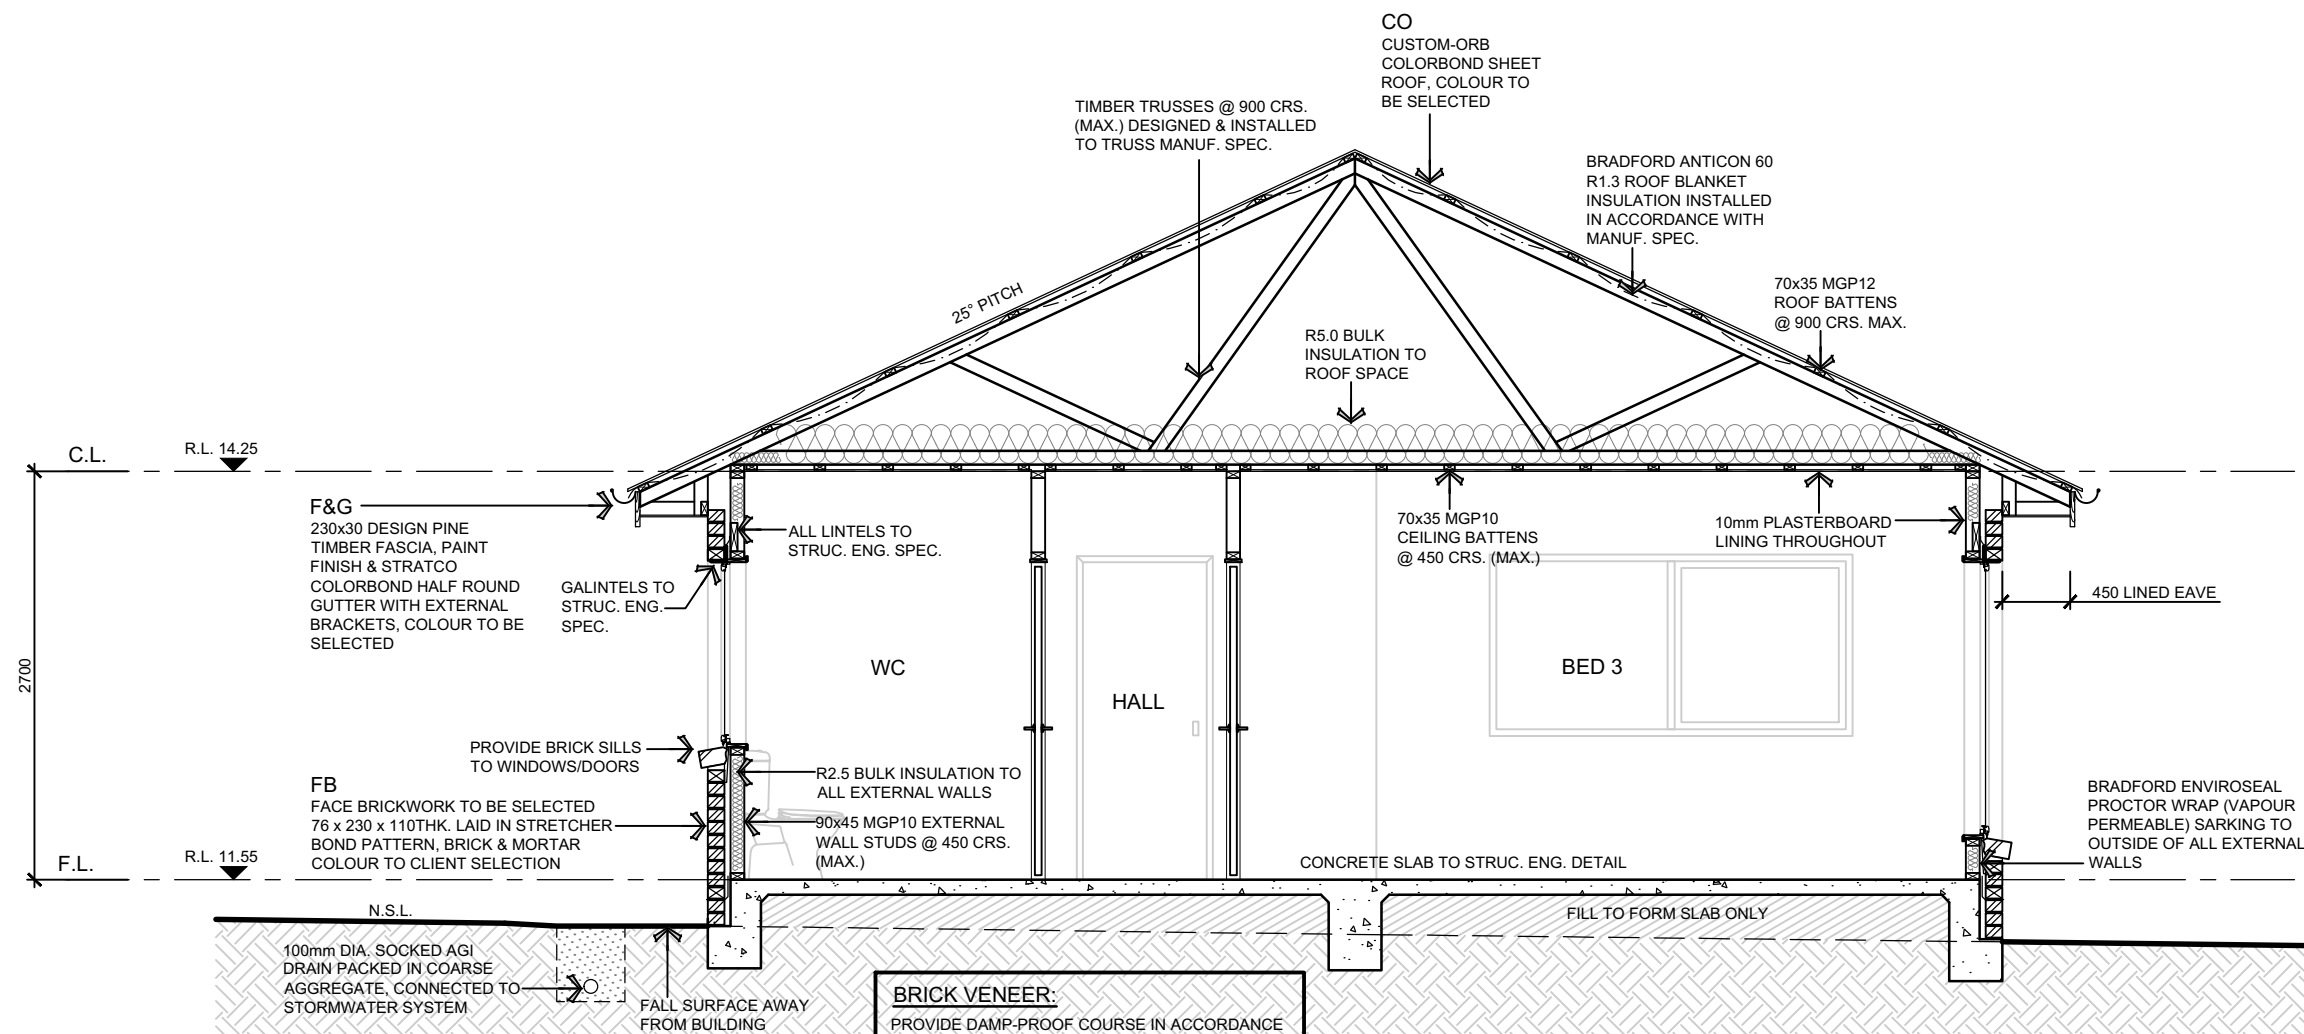 CO
CUSTOM-ORB
COLORBOND SHEET
ROOF, COLOUR TO
BE SELECTED
TIMBER TRUSSES @ 900 CRS.
(MAX.) DESIGNED & INSTALLED
TO TRUSS MANUF. SPEC.
BRADFORD ANTICON 60
R1.3 ROOF BLANKET
INSULATION INSTALLED
IN ACCORDANCE WITH
MANUF. SPEC.
25° PITCH
70x35 MGP12
ROOF BATTENS
@ 900 CRS. MAX.
R5.0 BULK
INSULATION TO
ROOF SPACE
C.L.
R.L. 14.25
F&G
230x30 DESIGN PINE
TIMBER FASCIA, PAINT
FINISH & STRATCO
COLORBOND HALF ROUND
GUTTER WITH EXTERNAL
BRACKETS, COLOUR TO BE
SELECTED
ALL LINTELS TO
STRUC. ENG. SPEC.
GALINTELS TO
STRUC. ENG.
SPEC.
70x35 MGP10
CEILING BATTENS
@ 450 CRS. (MAX.)
10mm PLASTERBOARD
LINING THROUGHOUT
450 LINED EAVE
2700
WC
HALL
BED 3
PROVIDE BRICK SILLS
TO WINDOWS/DOORS
FB
FACE BRICKWORK TO BE SELECTED
76 x 230 x 110THK. LAID IN STRETCHER
BOND PATTERN, BRICK & MORTAR
COLOUR TO CLIENT SELECTION
R2.5 BULK INSULATION TO
ALL EXTERNAL WALLS
90x45 MGP10 EXTERNAL
WALL STUDS @ 450 CRS.
(MAX.)
BRADFORD ENVIROSEAL
PROCTOR WRAP (VAPOUR
PERMEABLE) SARKING TO
OUTSIDE OF ALL EXTERNAL
WALLS
F.L.
R.L. 11.55
CONCRETE SLAB TO STRUC. ENG. DETAIL
N.S.L.
FILL TO FORM SLAB ONLY
100mm DIA. SOCKED AGI
DRAIN PACKED IN COARSE
AGGREGATE, CONNECTED TO
STORMWATER SYSTEM
FALL SURFACE AWAY
FROM BUILDING
BRICK VENEER:
PROVIDE DAMP-PROOF COURSE IN ACCORDANCE